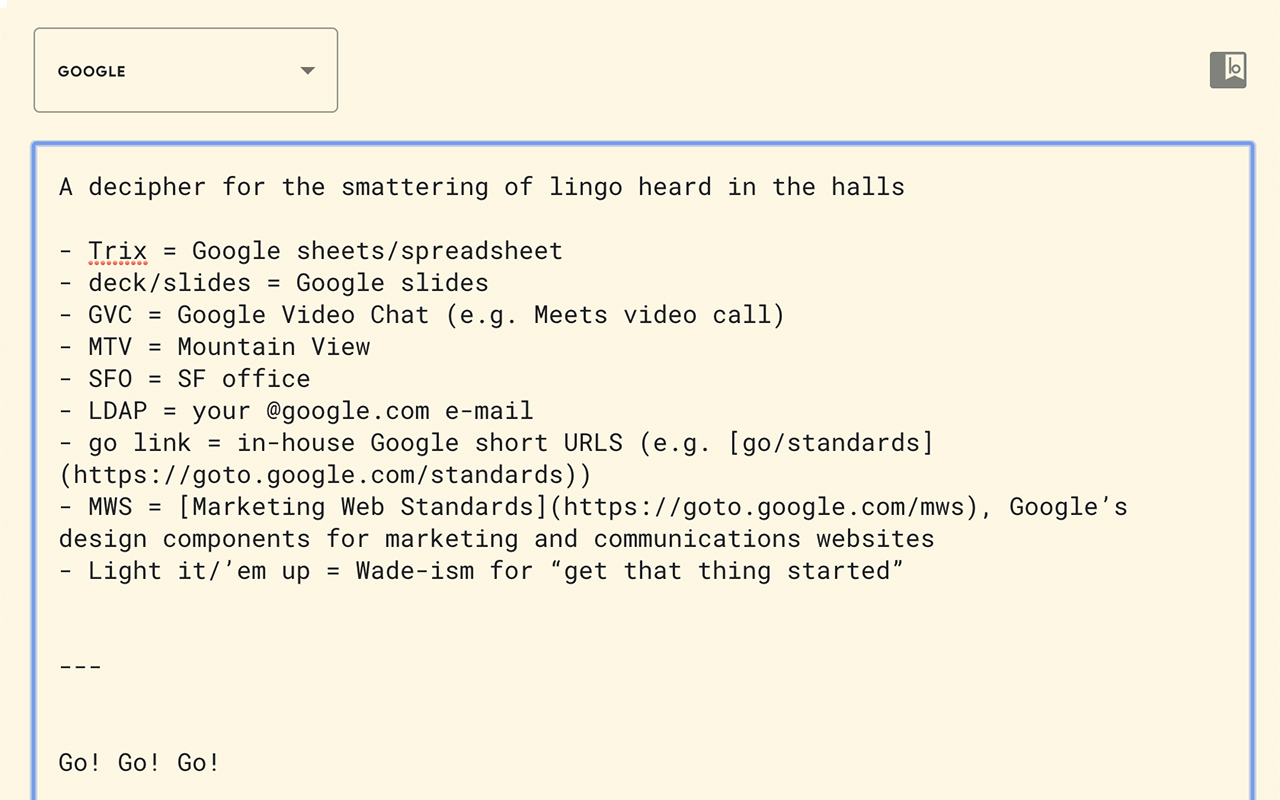 GOOGLE
A decipher for the smattering of lingo heard in the halls
- Trix = Google sheets/spreadsheet
- deck/slides = Google slides
- GVC = Google Video Chat (e.g. Meets video call)
- MTV = Mountain View
- SFO = SF office
- LDAP = your @google.com e-mail
- go link = in-house Google short URLS (e.g. [go/standards]
(https://goto.google.com/standards))
- MWS = [Marketing Web Standards](https://goto.google.com/mws), Google’s
design components for marketing and communications websites
- Light it/’em up = Wade-ism for “get that thing started”
---
Go! Go! Go!